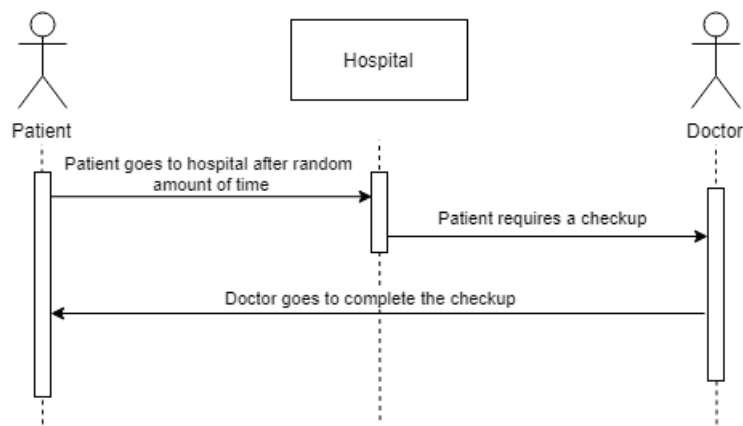 Hospital
Patient
Doctor
Patient goes to hospital after random
amount of time
Patient requires a checkup
Doctor goes to complete the checkup